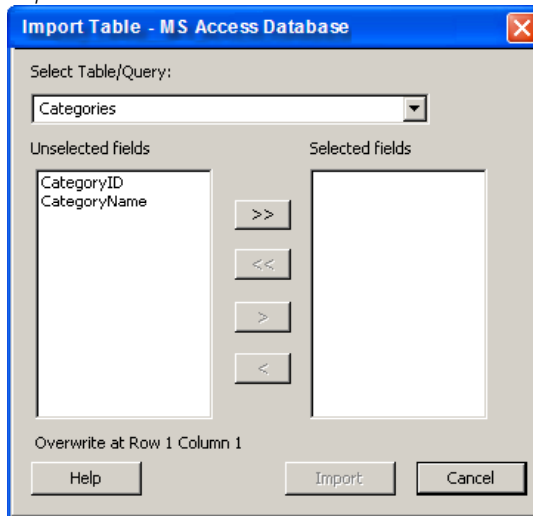 Import Table - MS Access Database
Select Table/Query:
Categories
Unselected fields
Selected fields
CategoryID
CategoryName
>>
<<
>
<
Overwrite at Row 1 Column 1
Help
Import
Cancel